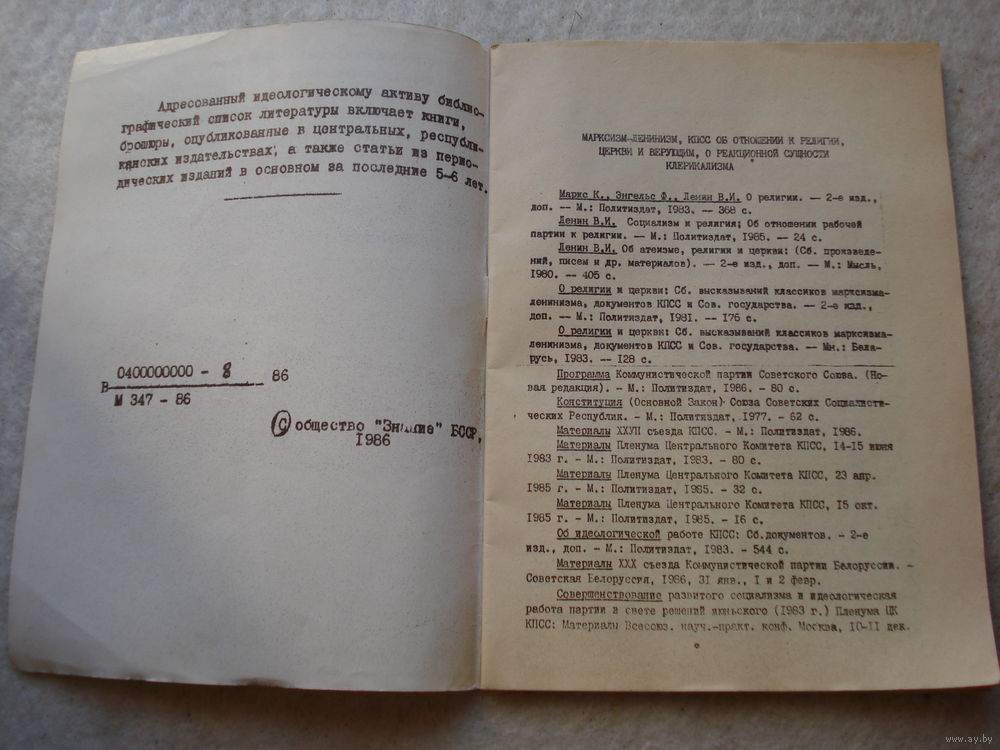 Адресованный идеологическому активу библио-
графический список литературы включает книги,
брошюры, опубликованные в центральных, республи-
канских издательствах, а также статьи из перио-
дических изданий в основном за последние 5-6 лет.
0400000000 - 8
В 86
М 347 - 86
© общество "Знание" БССР,
1986
МАРКСИЗМ-ЛЕНИНИЗМ, КПСС ОБ ОТНОШЕНИИ К РЕЛИГИИ,
ЦЕРКВИ И ВЕРУЮЩИМ, О РЕАКЦИОННОЙ СУЩНОСТИ
КЛЕРИКАЛИЗМА
Маркс К., Энгельс Ф., Ленин В.И. О религии. — 2-е изд.,
доп. — М.: Политиздат, 1983. — 368 с.
Ленин В.И. Социализм и религия; Об отношении рабочей
партии к религии. — М.: Политиздат, 1985. — 24 с.
Ленин В.И. Об атеизме, религии и церкви: (Сб. произведе-
ний, писем и др. материалов). — 2-е изд., доп. — М.: Мысль,
1980. — 405 с.
О религии и церкви: Сб. высказываний классиков марксизма-
ленинизма, документов КПСС и Сов. государства. — 2-е изд.,
доп. — М.: Политиздат, 1981. — 176 с.
О религии и церкви: Сб. высказываний классиков марксизма-
ленинизма, документов КПСС и Сов. государства. — Мн.: Бела-
русь, 1983. — 128 с.
Программа Коммунистической партии Советского Союза. (Но-
вая редакция). - М.: Политиздат, 1986. - 80 с.
Конституция (Основной Закон) Союза Советских Социалисти-
ческих Республик. - М.: Политиздат, 1977. - 62 с.
Материалы ХХУП съезда КПСС. - М.: Политиздат, 1986.
Материалы Пленума Центрального Комитета КПСС, 14-15 июня
1983 г. - М.: Политиздат, 1983. - 80 с.
Материалы Пленума Центрального Комитета КПСС, 23 апр.
1985 г. - М.: Политиздат, 1985. - 32 с.
Материалы Пленума Центрального Комитета КПСС, 15 окт.
1985 г. - М.: Политиздат, 1985. - 16 с.
Об идеологической работе КПСС: Сб.документов. - 2-е
изд., доп. - М.: Политиздат, 1983. - 544 с.
Материалы ХХХ съезда Коммунистической партии Белоруссии. -
Советская Белоруссия, 1986, 31 янв., 1 и 2 февр.
Совершенствование развитого социализма и идеологическая
работа партии в свете решений июньского (1983 г.) Пленума ЦК
КПСС: Материалы Всесоюз. науч.-практ. конф. Москва, 10-11 дек.
www.ay.by